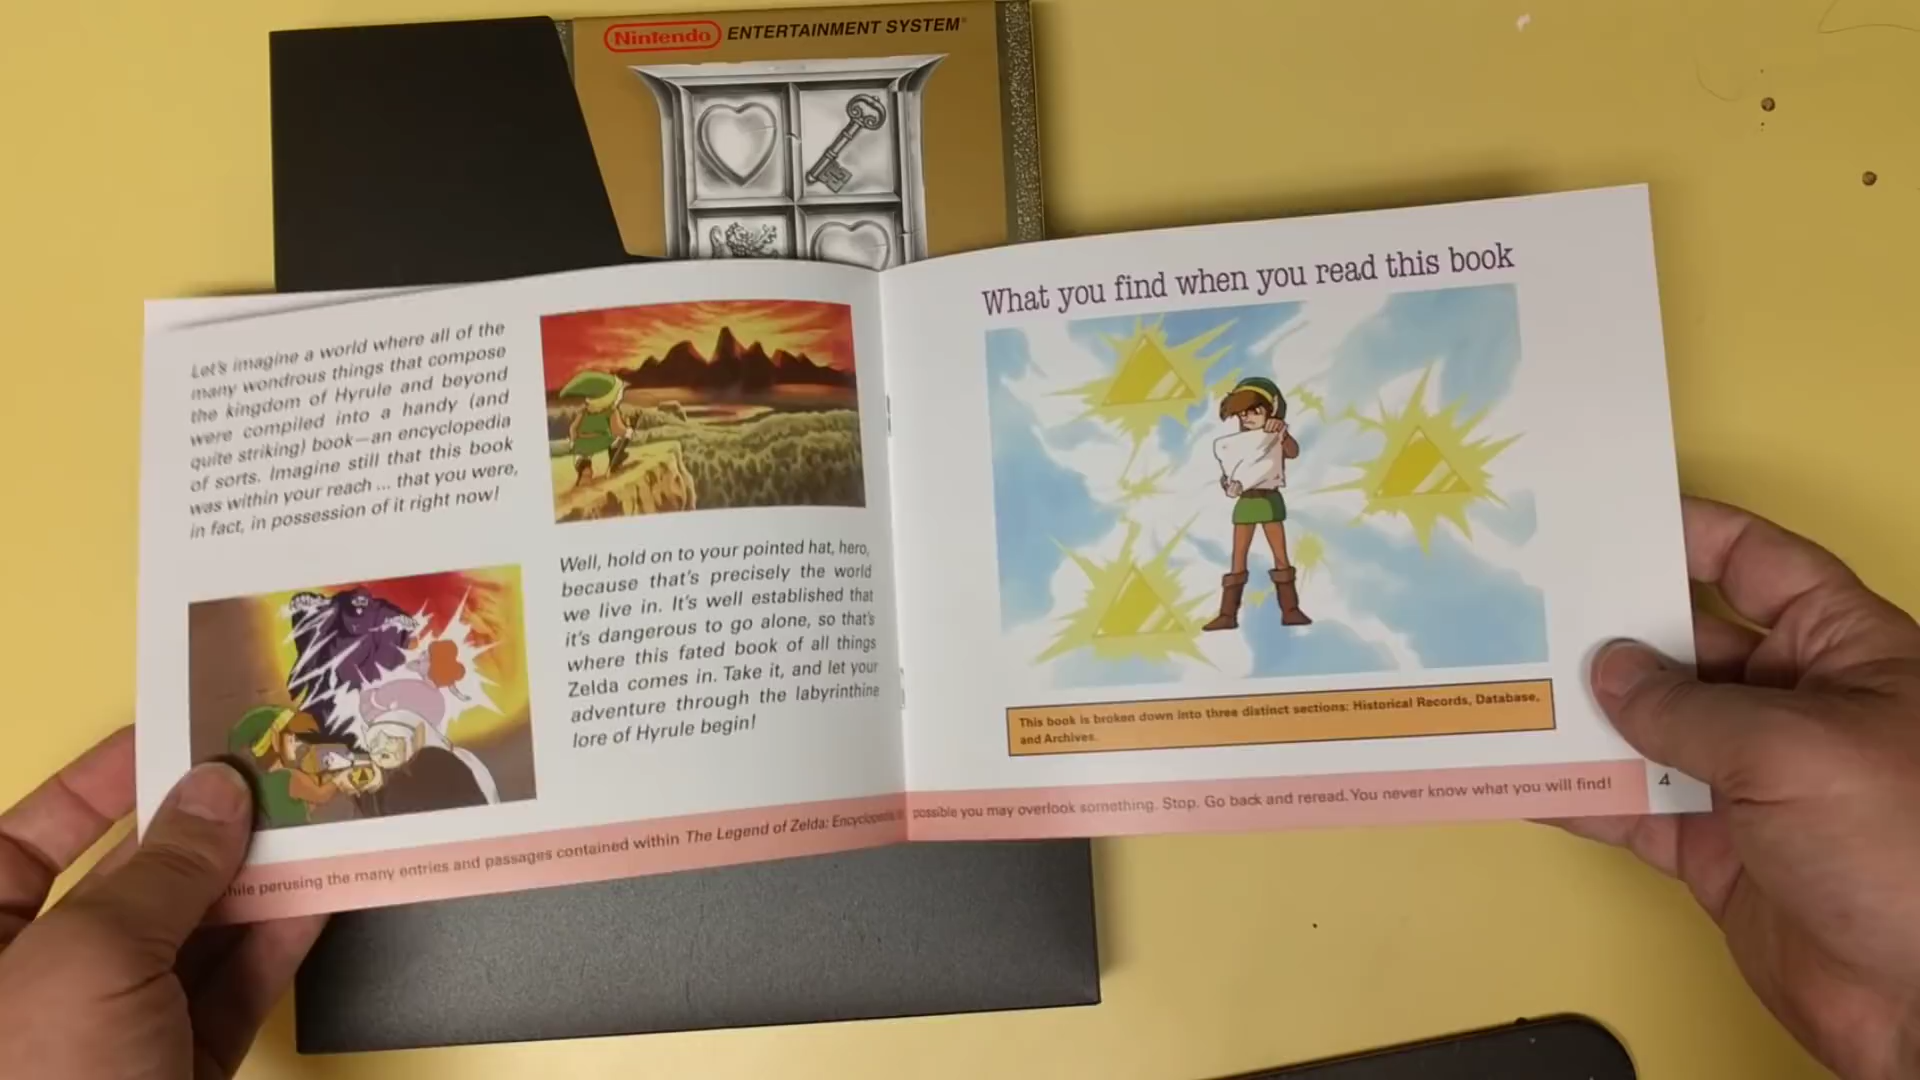 Nintendo ENTERTAINMENT SYSTEM®
Let's imagine a world where all of the
many wondrous things that compose
the kingdom of Hyrule and beyond
were compiled into a handy (and
quite striking) book—an encyclopedia
of sorts. Imagine still that this book
was within your reach ... that you were,
in fact, in possession of it right now!
Well, hold on to your pointed hat, hero,
because that's precisely the world
we live in. It's well established that
it's dangerous to go alone, so that's
where this fated book of all things
Zelda comes in. Take it, and let your
adventure through the labyrinthine
lore of Hyrule begin!
perusing the many entries and passages contained within The Legend of Zelda: Encyclopedia
What you find when you read this book
This book is broken down into three distinct sections: Historical Records, Database,
and Archives.
possible you may overlook something. Stop. Go back and reread. You never know what you will find!
4